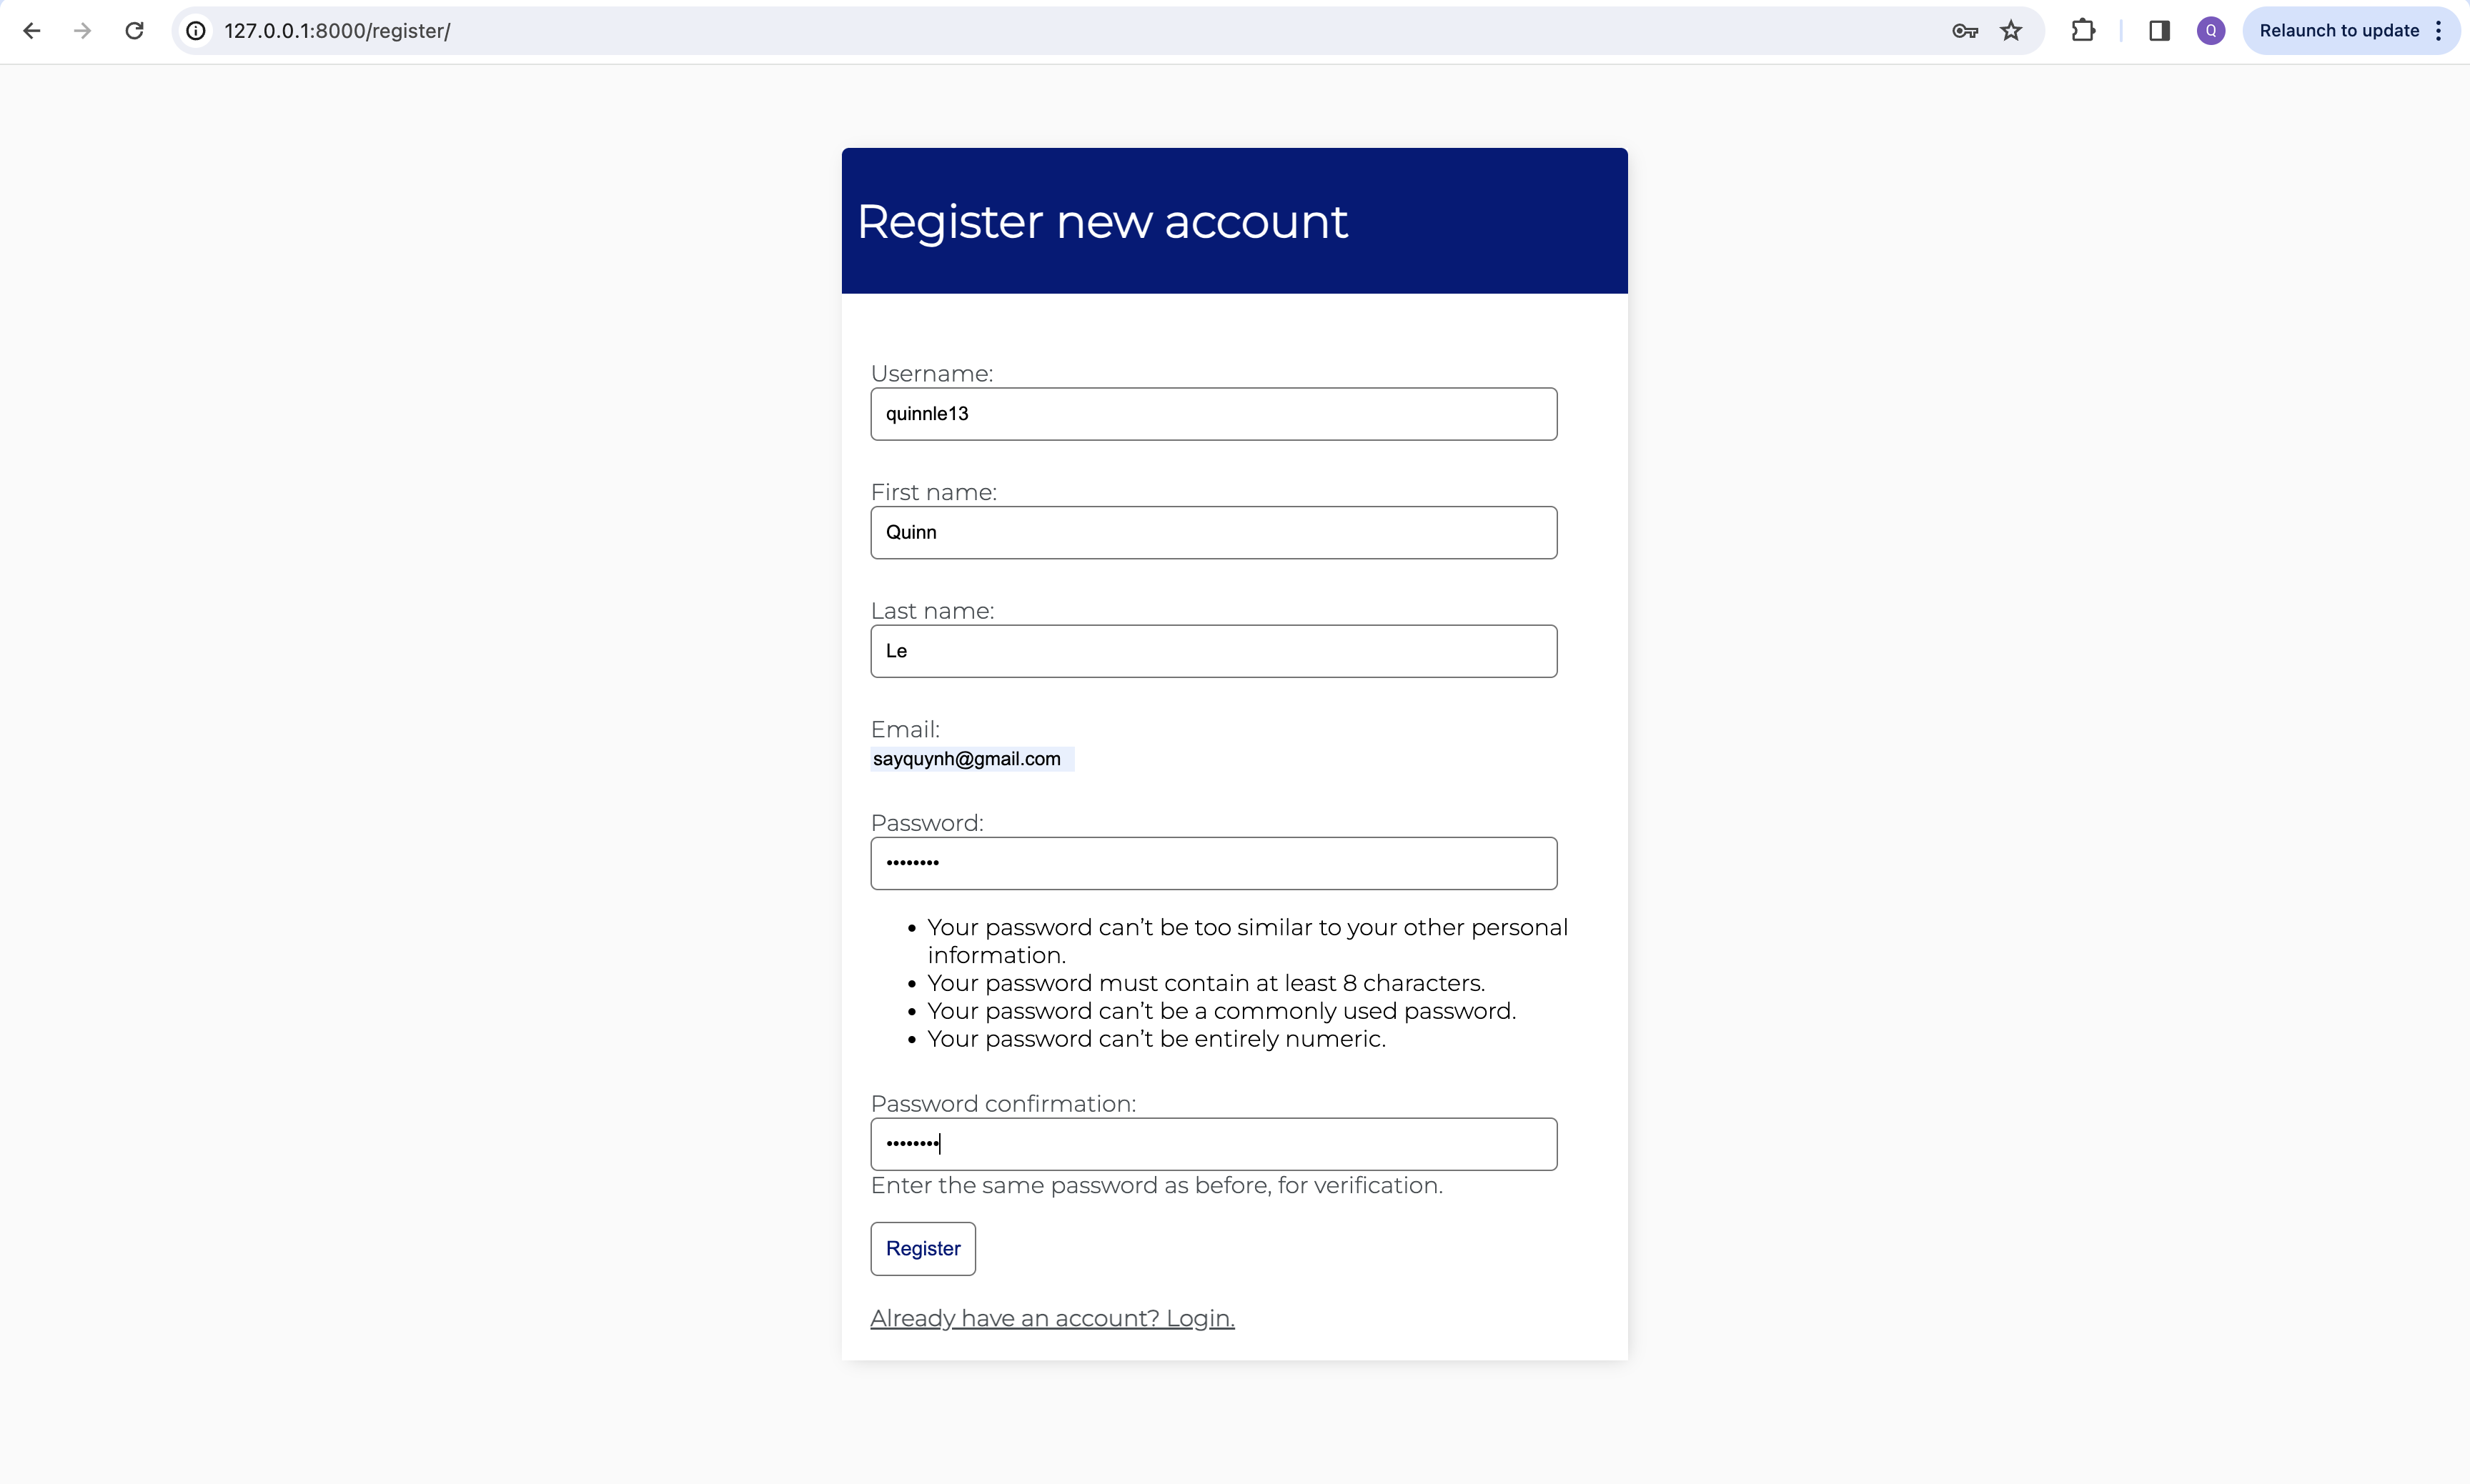 127.0.0.1:8000/register/
Relaunch to update
Q
Register new account
Username:
quinnle13
First name:
Quinn
Last name:
Le
Email:
sayquynh@gmail.com
Password:
••••••••
• Your password can’t be too similar to your other personal
information.
• Your password must contain at least 8 characters.
• Your password can’t be a commonly used password.
• Your password can’t be entirely numeric.
Password confirmation:
••••••••
Enter the same password as before, for verification.
Register
Already have an account? Login.